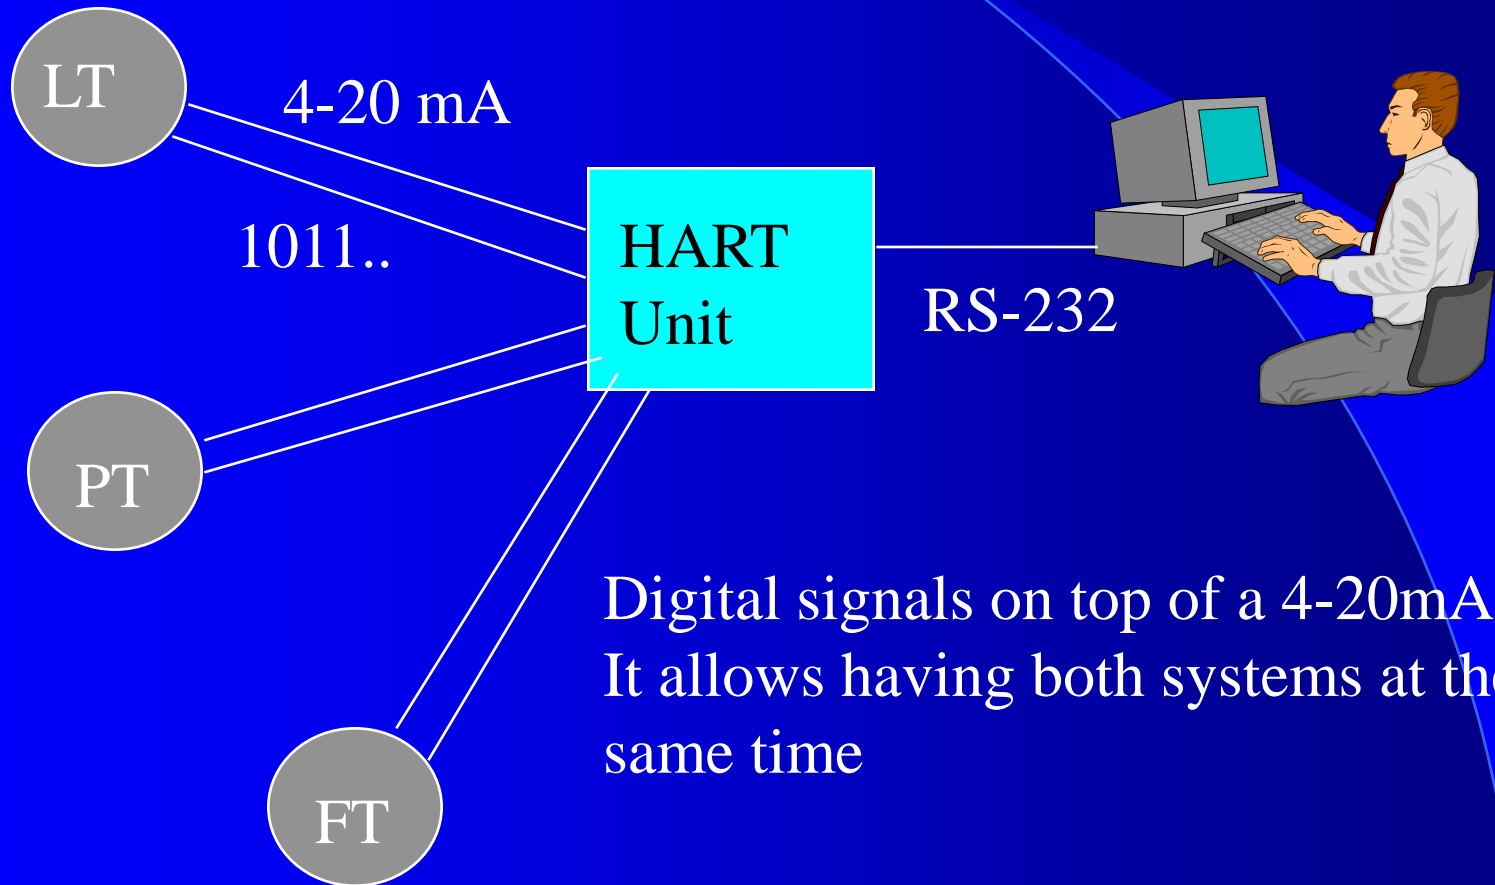 LT
4-20 mA
1011..
HART
Unit
RS-232
PT
Digital signals on top of a 4-20mA
It allows having both systems at the
same time
FT